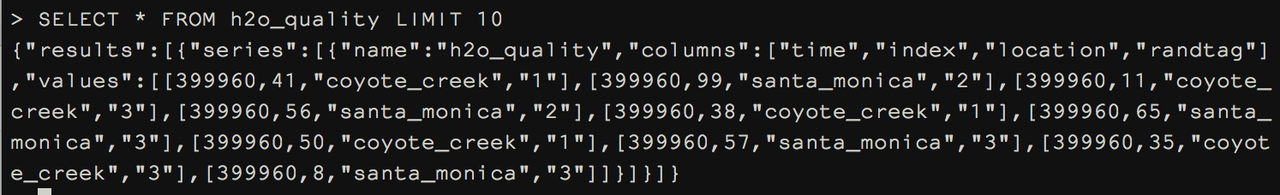 > SELECT * FROM h2o_quality LIMIT 10
{"results":[{"series":[{"name":"h2o_quality","columns":["time","index","location","randtag"]
,"values":[[399960,41,"coyote_creek","1"],[399960,99,"santa_monica","2"],[399960,11,"coyote_
creek","3"],[399960,56,"santa_monica","2"],[399960,38,"coyote_creek","1"],[399960,65,"santa_
monica","3"],[399960,50,"coyote_creek","1"],[399960,57,"santa_monica","3"],[399960,35,"coyot
e_creek","3"],[399960,8,"santa_monica","3"]]}]}]}